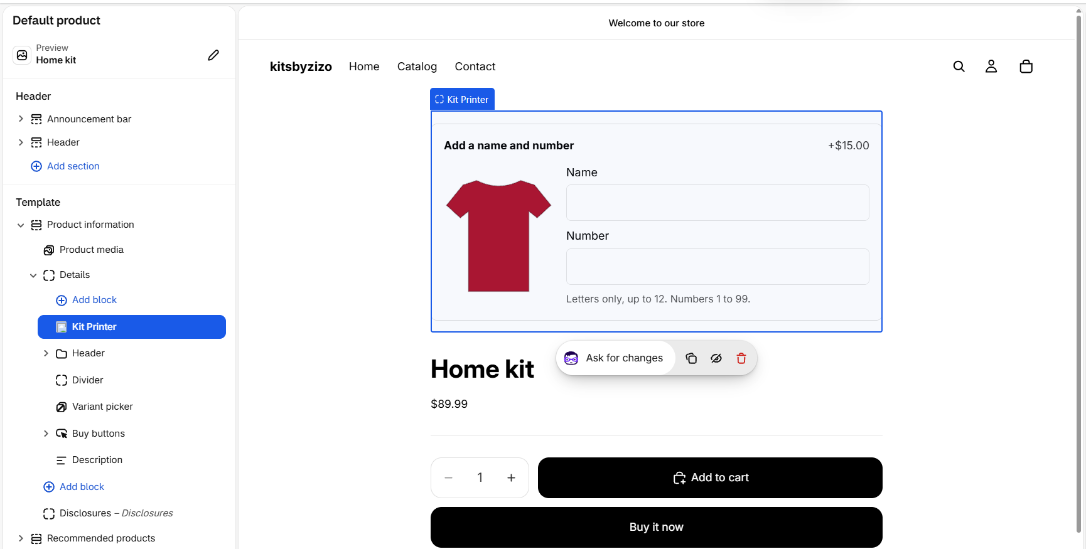 Default product
Preview
Home kit
Header
Announcement bar
Header
Add section
Template
Product information
Product media
Details
Add block
Kit Printer
Header
Divider
Variant picker
Buy buttons
Description
Add block
Disclosures – Disclosures
Recommended products
Welcome to our store
kitsbyzizo Home Catalog Contact
Kit Printer
Add a name and number +$15.00
Name
Number
Letters only, up to 12. Numbers 1 to 99.
Ask for changes
Home kit
$89.99
− 1 +
Add to cart
Buy it now